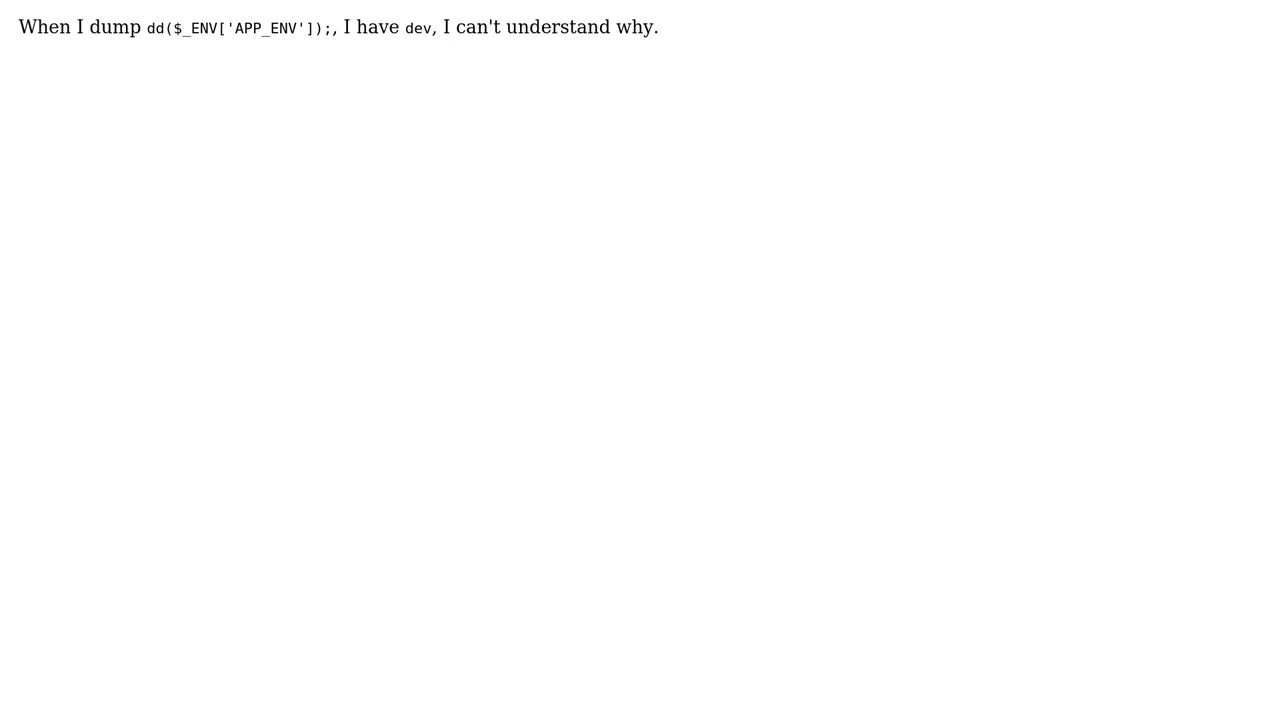 When I dump dd($_ENV['APP_ENV']);, I have dev, I can't understand why.